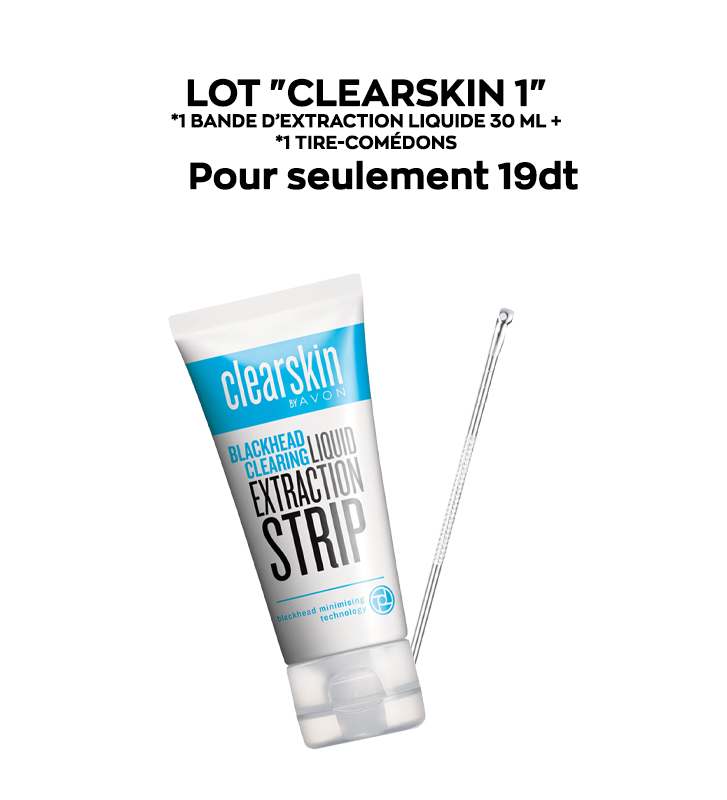 LOT "CLEARSKIN 1"
*1 BANDE D'EXTRACTION LIQUIDE 30 ML +
*1 TIRE-COMÉDONS
Pour seulement 19dt
clearskin
BY AVON
BLACKHEAD
CLEARING LIQUID
EXTRACTION
STRIP
blackhead minimising
technology